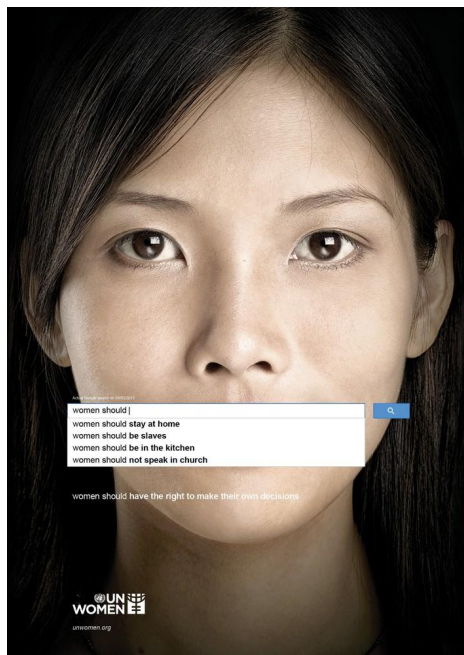 women should
women should stay at home
women should be slaves
women should be in the kitchen
women should not speak in church
women should have the right to make their own decisions
UN
WOMEN
unwomen.org